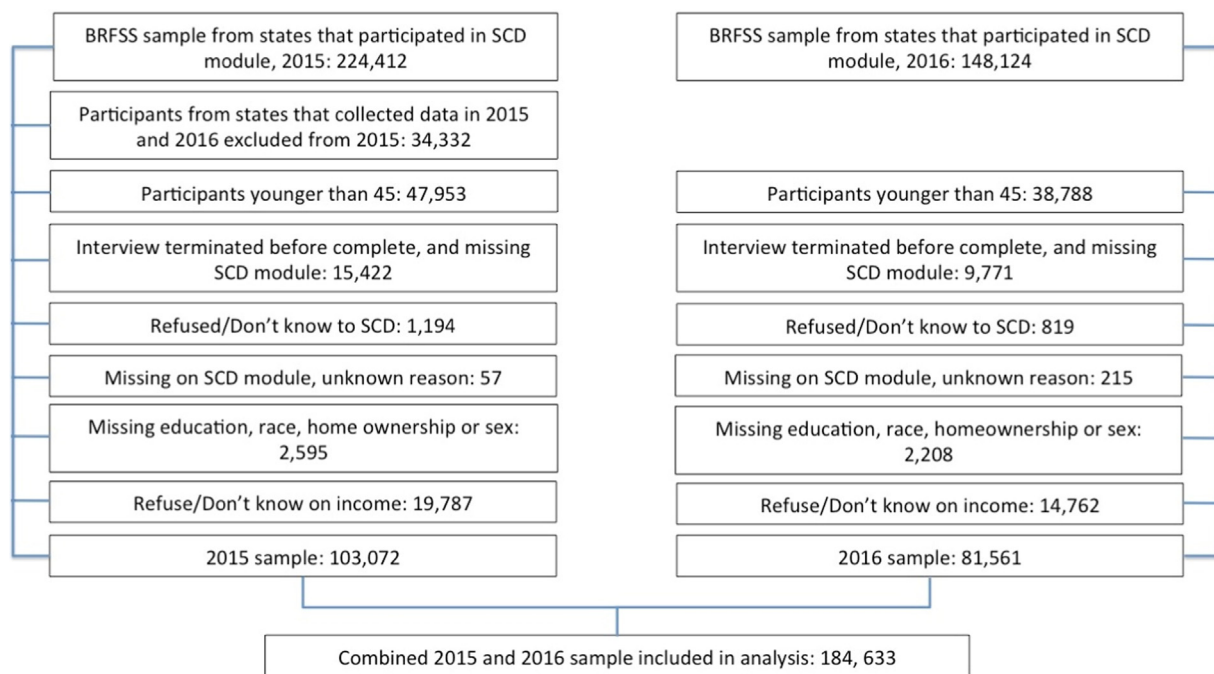 BRFSS sample from states that participated in SCD
module, 2015: 224,412
Participants from states that collected data in 2015
and 2016 excluded from 2015: 34,332
Participants younger than 45: 47,953
Interview terminated before complete, and missing
SCD module: 15,422
Refused/Don’t know to SCD: 1,194
Missing on SCD module, unknown reason: 57
Missing education, race, home ownership or sex:
2,595
Refuse/Don’t know on income: 19,787
2015 sample: 103,072
BRFSS sample from states that participated in SCD
module, 2016: 148,124
Participants younger than 45: 38,788
Interview terminated before complete, and missing
SCD module: 9,771
Refused/Don’t know to SCD: 819
Missing on SCD module, unknown reason: 215
Missing education, race, homeownership or sex:
2,208
Refuse/Don’t know on income: 14,762
2016 sample: 81,561
Combined 2015 and 2016 sample included in analysis: 184, 633